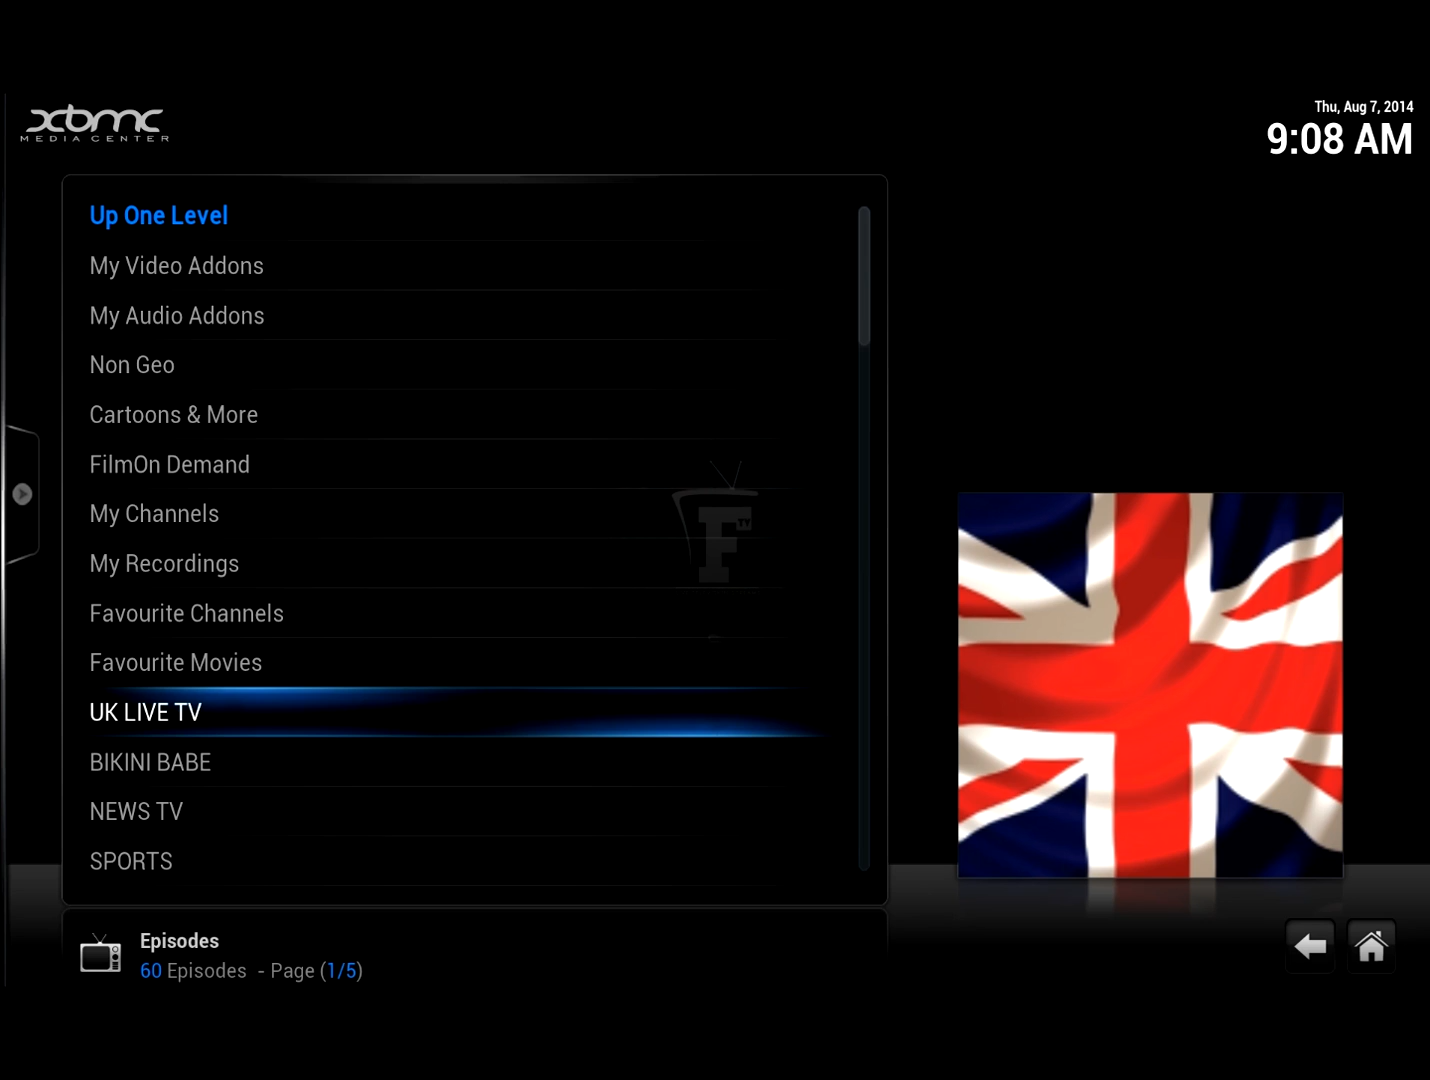 xbmc
MEDIA CENTER
Thu, Aug 7, 2014
9:08 AM
Up One Level
My Video Addons
My Audio Addons
Non Geo
Cartoons & More
FilmOn Demand
My Channels
My Recordings
Favourite Channels
Favourite Movies
UK LIVE TV
BIKINI BABE
NEWS TV
SPORTS
F TV
Episodes
60 Episodes - Page (1/5)